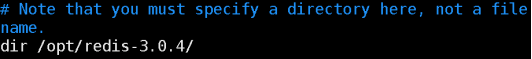 # Note that you must specify a directory here, not a file
name.
dir /opt/redis-3.0.4/